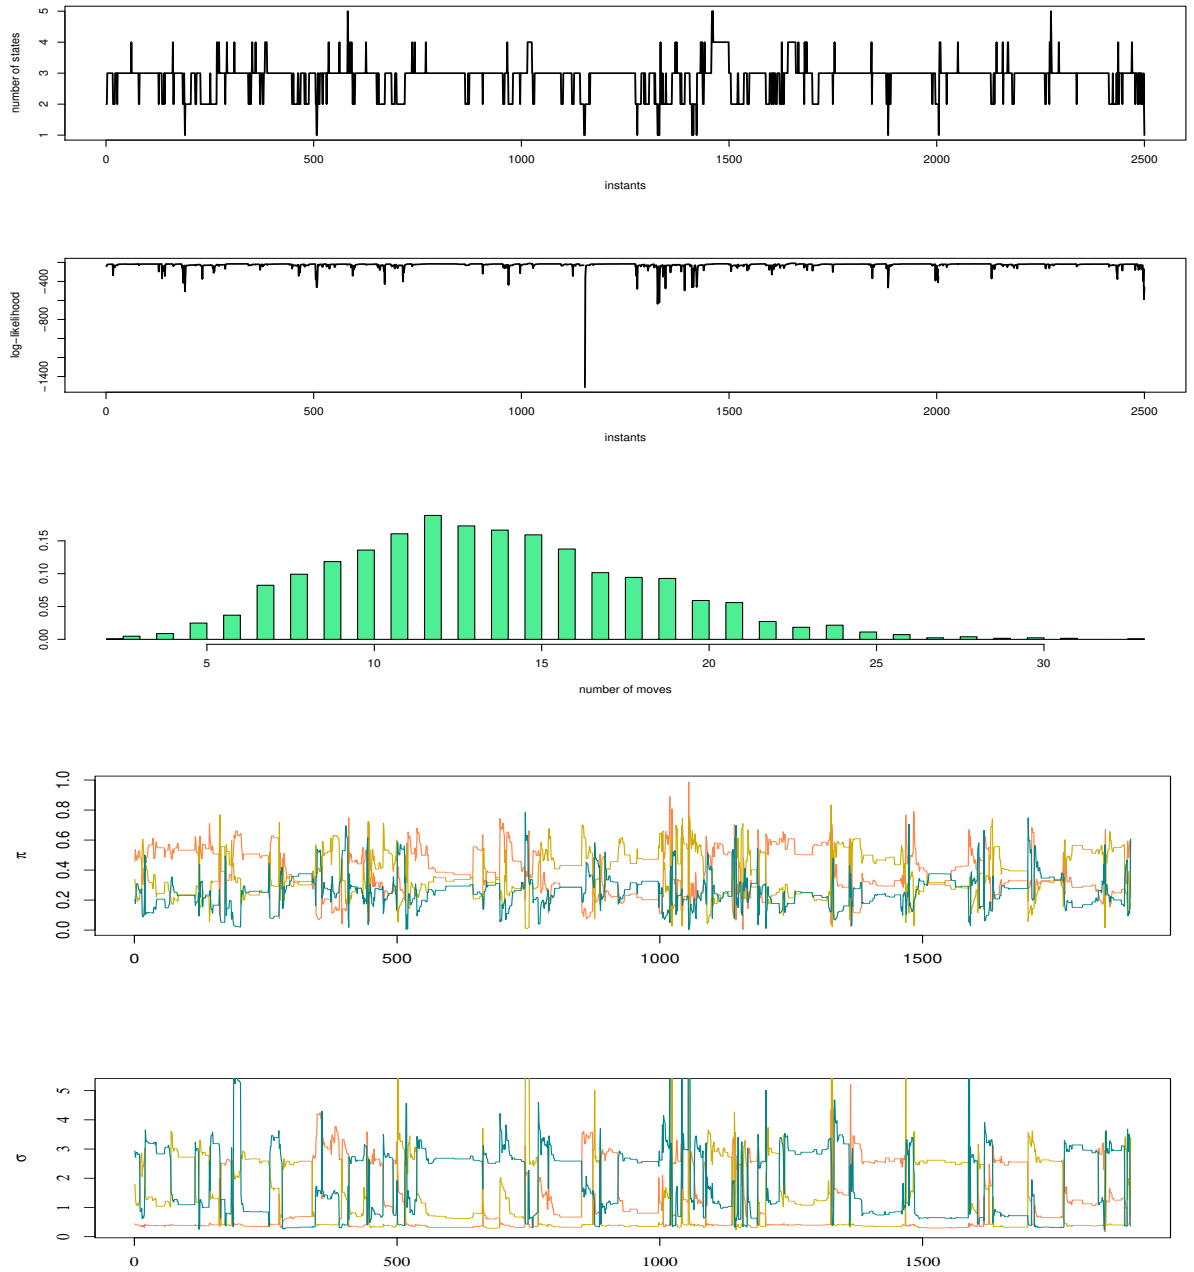 number of states
1 2 3 4 5
0 500 1000 1500 2000 2500
instants
log−likelihood
−1400 −800 −400
0 500 1000 1500 2000 2500
instants
0.00 0.05 0.10 0.15
5 10 15 20 25 30
number of moves
π
0.0 0.2 0.4 0.6 0.8 1.0
0 500 1000 1500
σ
0 1 2 3 4 5
0 500 1000 1500